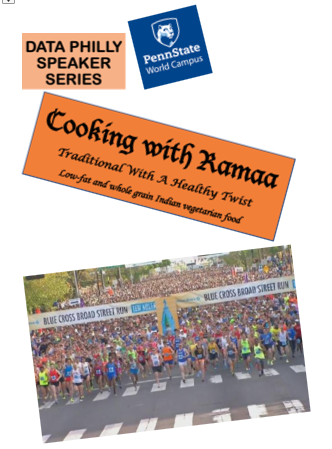 DATA PHILLY
SPEAKER
SERIES
PennState
World Campus
Cooking with Ramaa
Traditional With A Healthy Twist
Low-fat and whole grain Indian vegetarian food
BLUE CROSS BROAD STREET RUN
BLUE CROSS BROAD STREET RUN